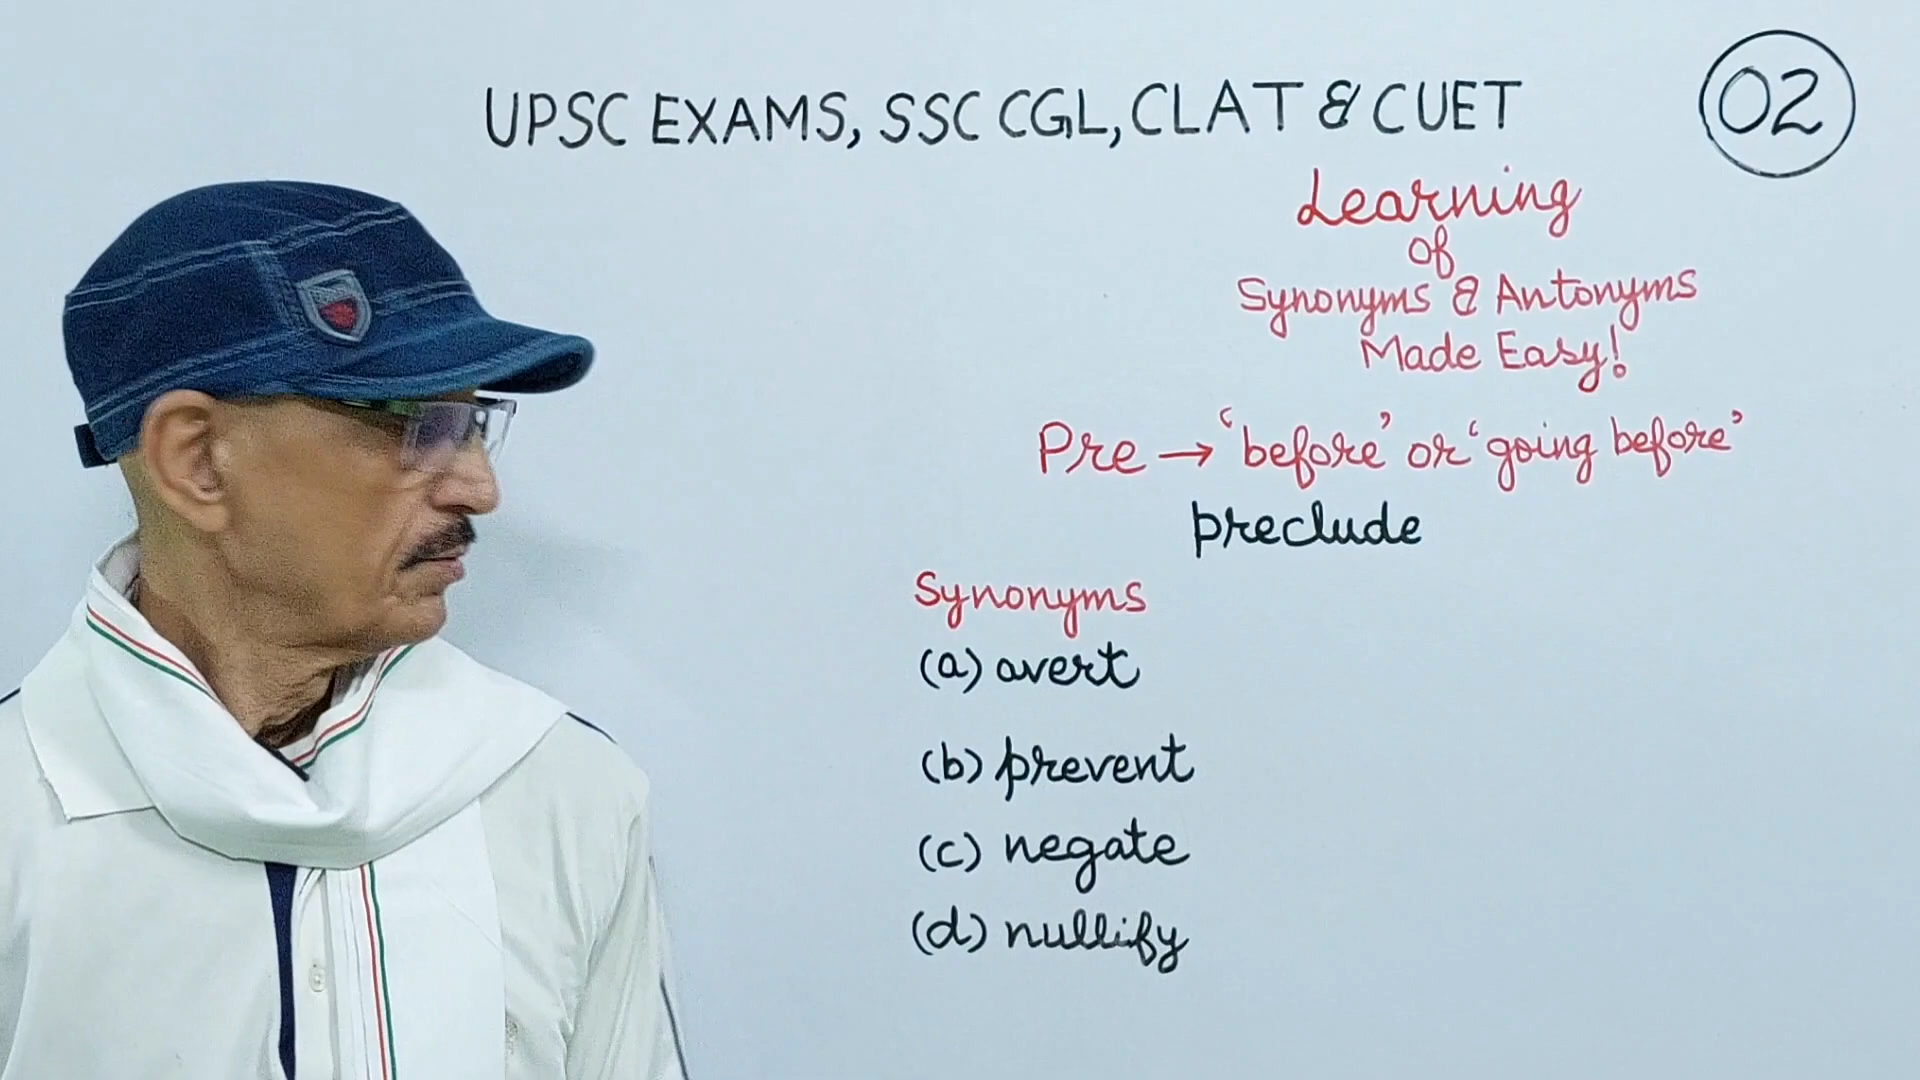 UPSC EXAMS, SSC CGL, CLAT & CUET
02
Learning
of
Synonyms & Antonyms
Made Easy!
Pre → 'before' or 'going before'
preclude
Synonyms
(a) avert
(b) prevent
(c) negate
(d) nullify